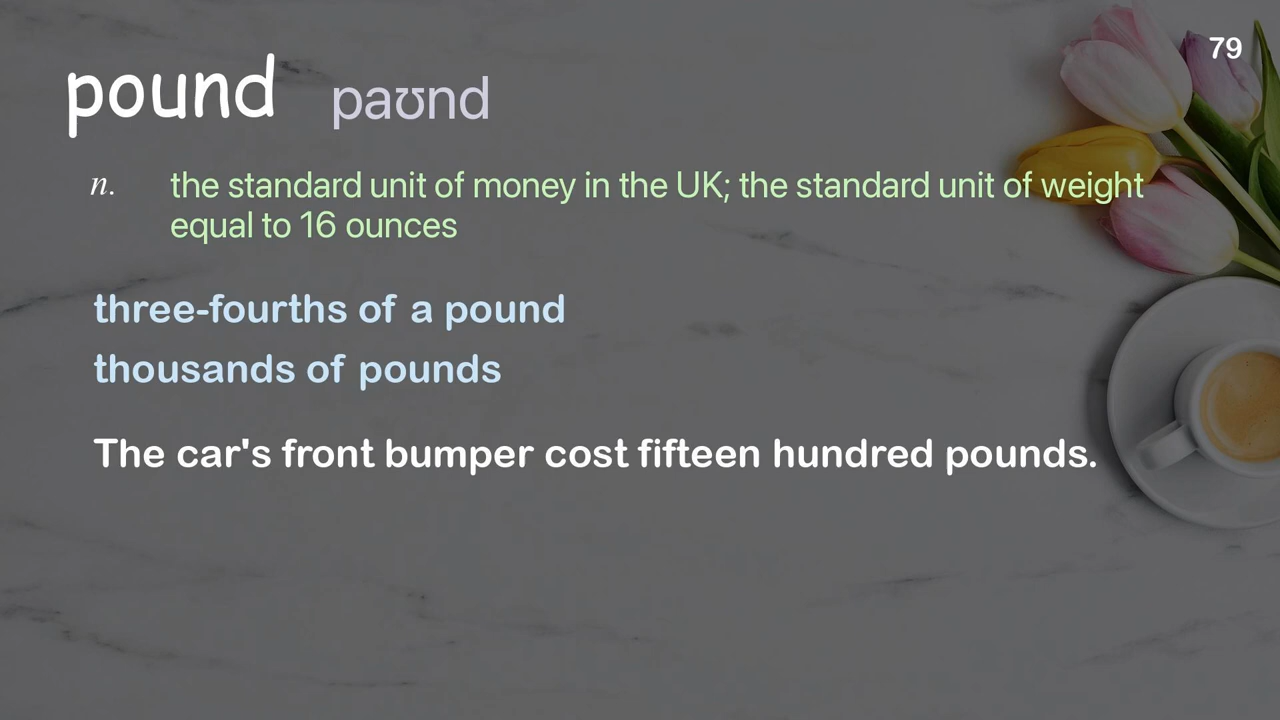 79
pound paʊnd
n. the standard unit of money in the UK; the standard unit of weight
equal to 16 ounces
three-fourths of a pound
thousands of pounds
The car's front bumper cost fifteen hundred pounds.